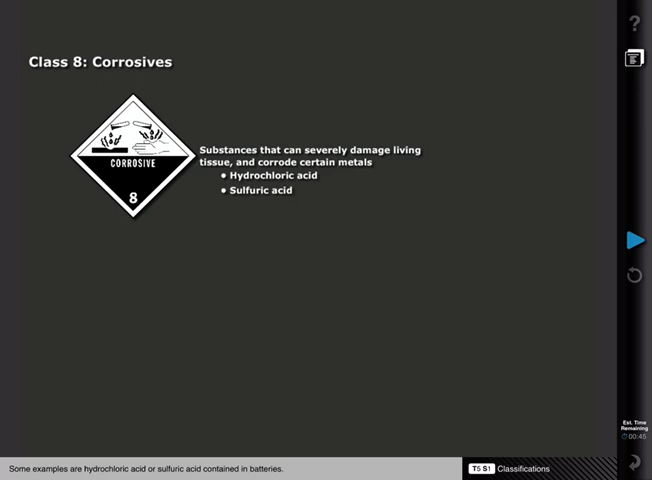 ?
Class 8: Corrosives
CORROSIVE
8
Substances that can severely damage living
tissue, and corrode certain metals
• Hydrochloric acid
• Sulfuric acid
Est. Time
Remaining
00:45
Some examples are hydrochloric acid or sulfuric acid contained in batteries.
T5 S1 Classifications